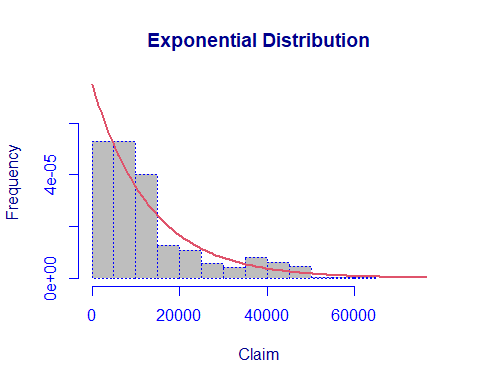 Exponential Distribution
Frequency
4e-05
0e+00
0 20000 40000 60000
Claim